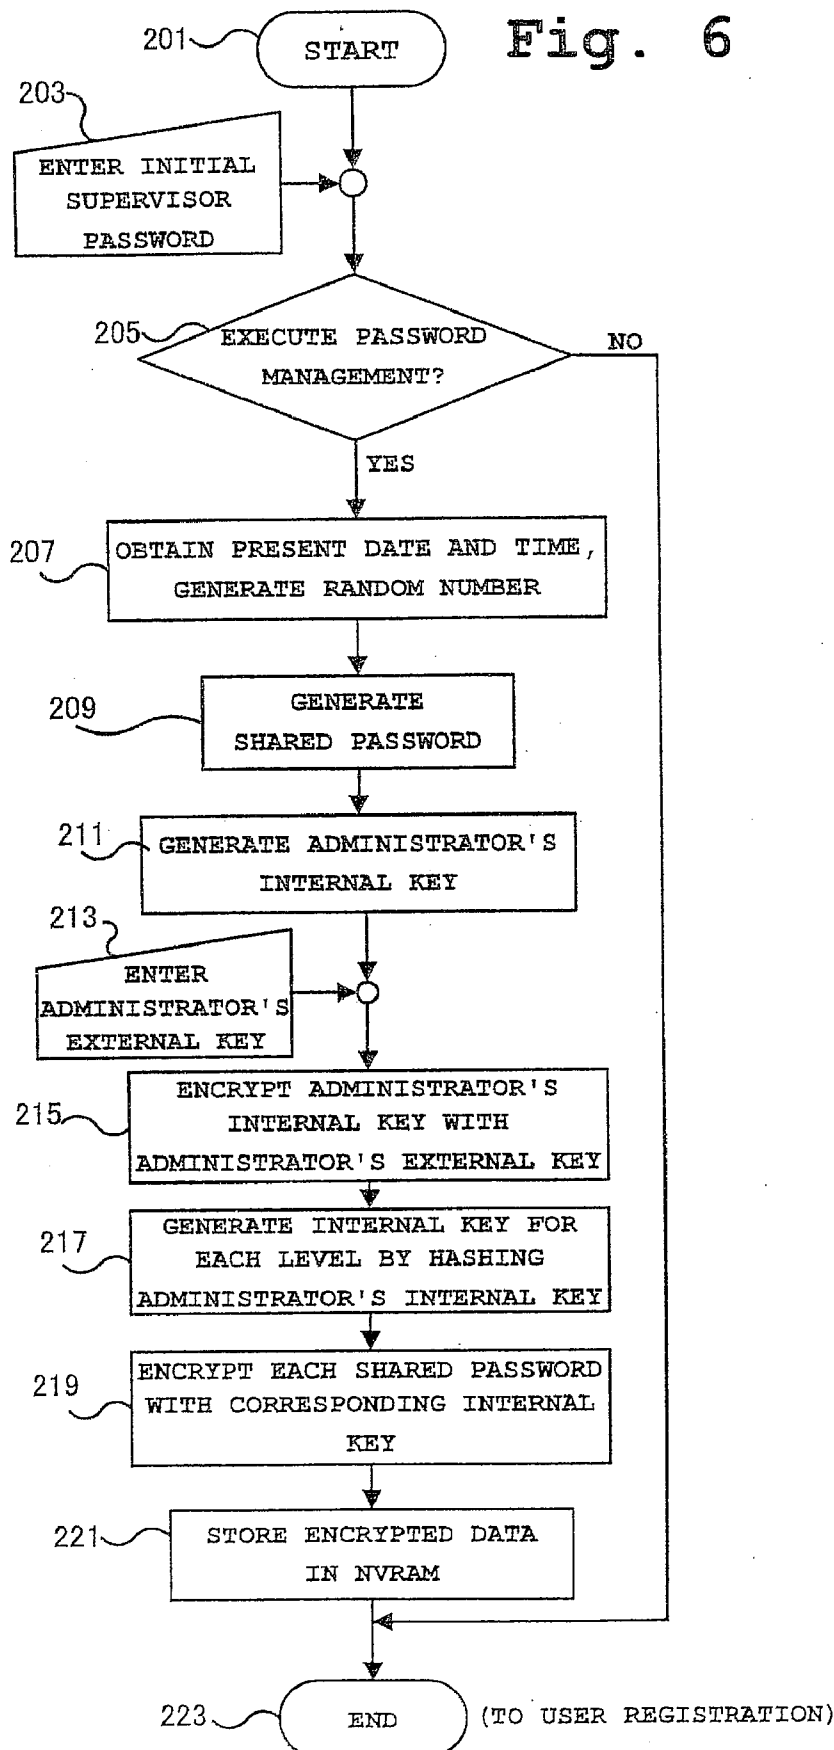 Fig. 6
201
START
203
ENTER INITIAL
SUPERVISOR
PASSWORD
205
EXECUTE PASSWORD
MANAGEMENT?
NO
YES
207
OBTAIN PRESENT DATE AND TIME,
GENERATE RANDOM NUMBER
209
GENERATE
SHARED PASSWORD
211
GENERATE ADMINISTRATOR'S
INTERNAL KEY
213
ENTER
ADMINISTRATOR'S
EXTERNAL KEY
215
ENCRYPT ADMINISTRATOR'S
INTERNAL KEY WITH
ADMINISTRATOR'S EXTERNAL KEY
217
GENERATE INTERNAL KEY FOR
EACH LEVEL BY HASHING
ADMINISTRATOR'S INTERNAL KEY
219
ENCRYPT EACH SHARED PASSWORD
WITH CORRESPONDING INTERNAL
KEY
221
STORE ENCRYPTED DATA
IN NVRAM
223
END
(TO USER REGISTRATION)